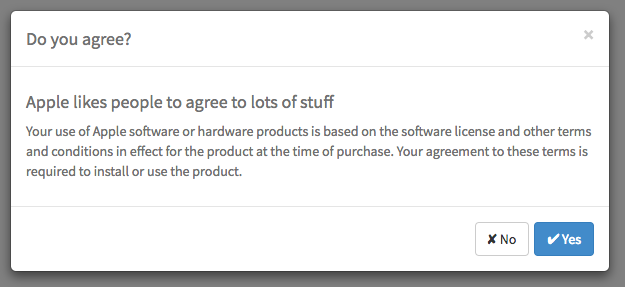 Do you agree?
×
Apple likes people to agree to lots of stuff
Your use of Apple software or hardware products is based on the software license and other terms
and conditions in effect for the product at the time of purchase. Your agreement to these terms is
required to install or use the product.
✘ No
✔ Yes